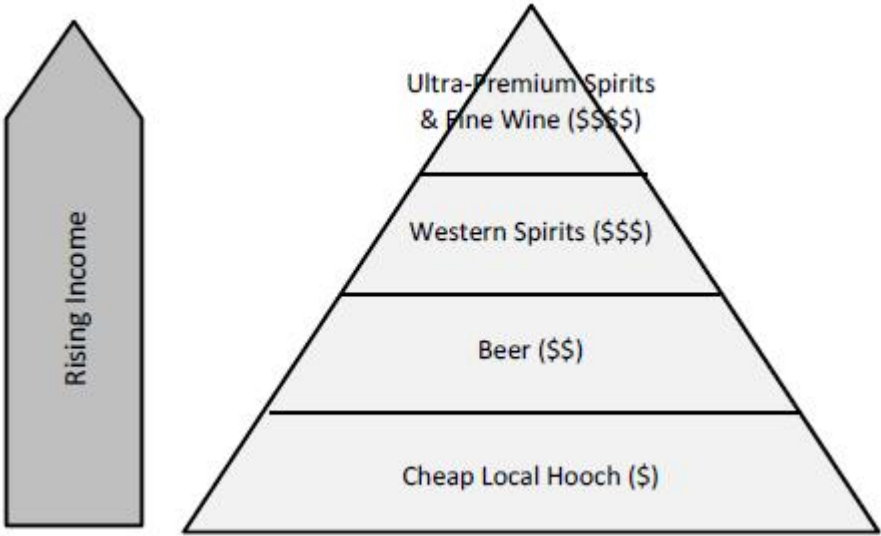 Rising Income
Ultra-Premium Spirits
& Fine Wine ($$$$)
Western Spirits ($$$)
Beer ($$)
Cheap Local Hooch ($)